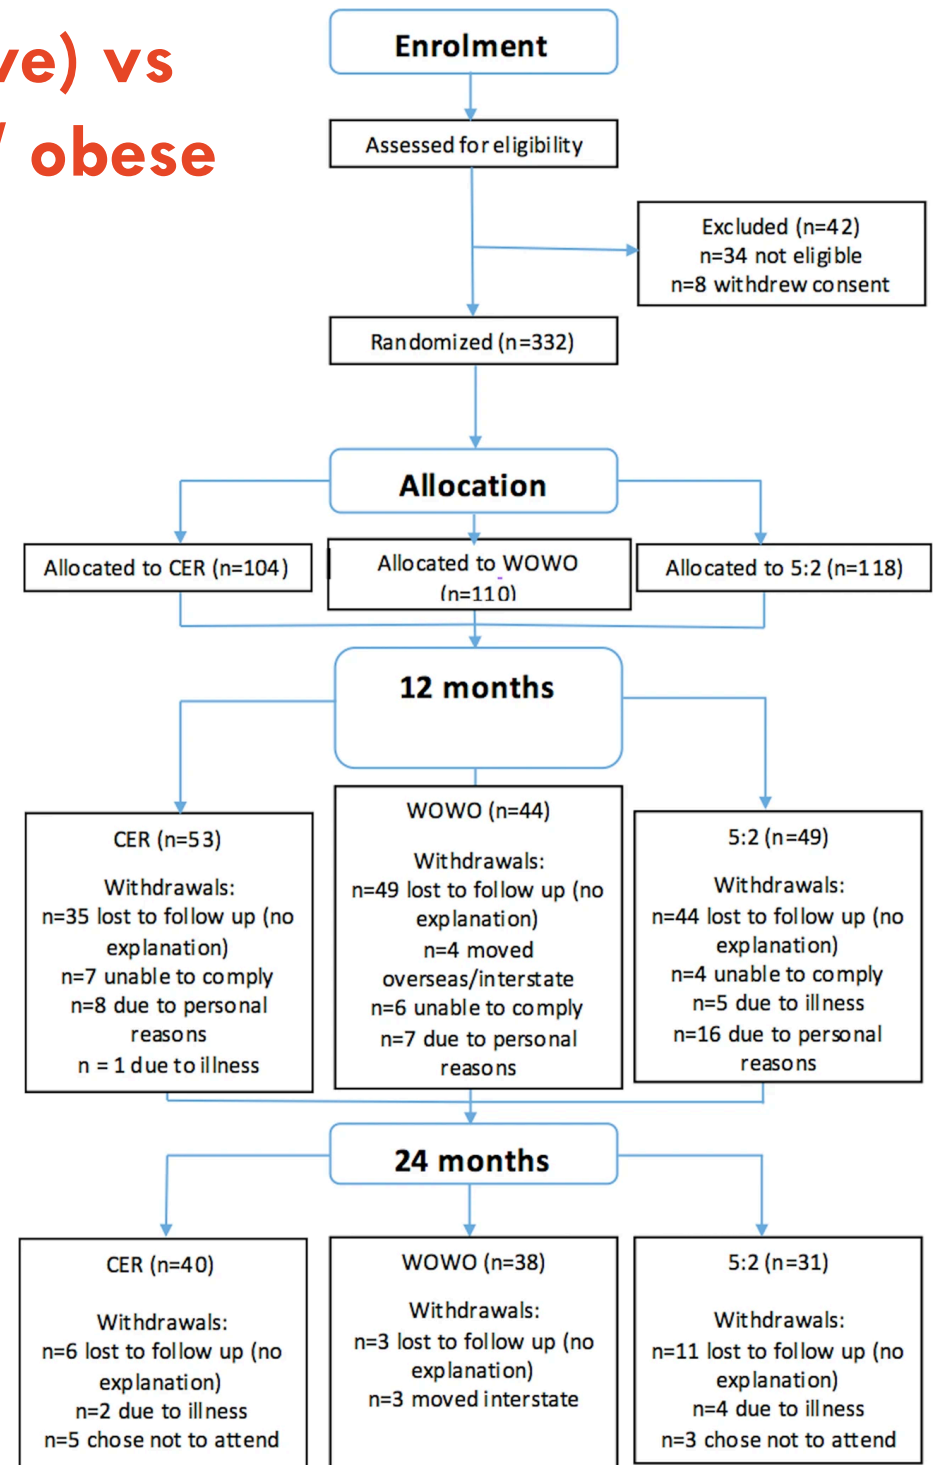 ve) vs
/ obese
Enrolment
Assessed for eligibility
Excluded (n=42)
n=34 not eligible
n=8 withdrew consent
Randomized (n=332)
Allocation
Allocated to CER (n=104)
Allocated to WOWO
(n=110)
Allocated to 5:2 (n=118)
12 months
CER (n=53)
Withdrawals:
n=35 lost to follow up (no
explanation)
n=7 unable to comply
n=8 due to personal
reasons
n = 1 due to illness
WOWO (n=44)
Withdrawals:
n=49 lost to follow up (no
explanation)
n=4 moved
overseas/interstate
n=6 unable to comply
n=7 due to personal
reasons
5:2 (n=49)
Withdrawals:
n=44 lost to follow up (no
explanation)
n=4 unable to comply
n=5 due to illness
n=16 due to personal
reasons
24 months
CER (n=40)
Withdrawals:
n=6 lost to follow up (no
explanation)
n=2 due to illness
n=5 chose not to attend
WOWO (n=38)
Withdrawals:
n=3 lost to follow up (no
explanation)
n=3 moved interstate
5:2 (n=31)
Withdrawals:
n=11 lost to follow up (no
explanation)
n=4 due to illness
n=3 chose not to attend